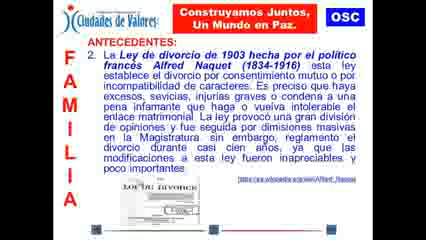 Ciudades de Valores
Construyamos Juntos,
Un Mundo en Paz.
OSC
FAMILIA
ANTECEDENTES:
2. La Ley de divorcio de 1903 hecha por el político
francés Alfred Naquet (1834-1916) esta ley
establece el divorcio por consentimiento mutuo o por
incompatibilidad de caracteres. Es preciso que haya
excesos, sevicias, injurias graves o condena a una
pena infamante que haga o vuelva intolerable el
enlace matrimonial. La ley provocó una gran división
de opiniones y fue seguida por dimisiones masivas
en la Magistratura sin embargo, reglamento el
divorcio durante casi cien años, ya que las
modificaciones a esta ley fueron inapreciables y
poco importantes
LOI DU DIVORCE